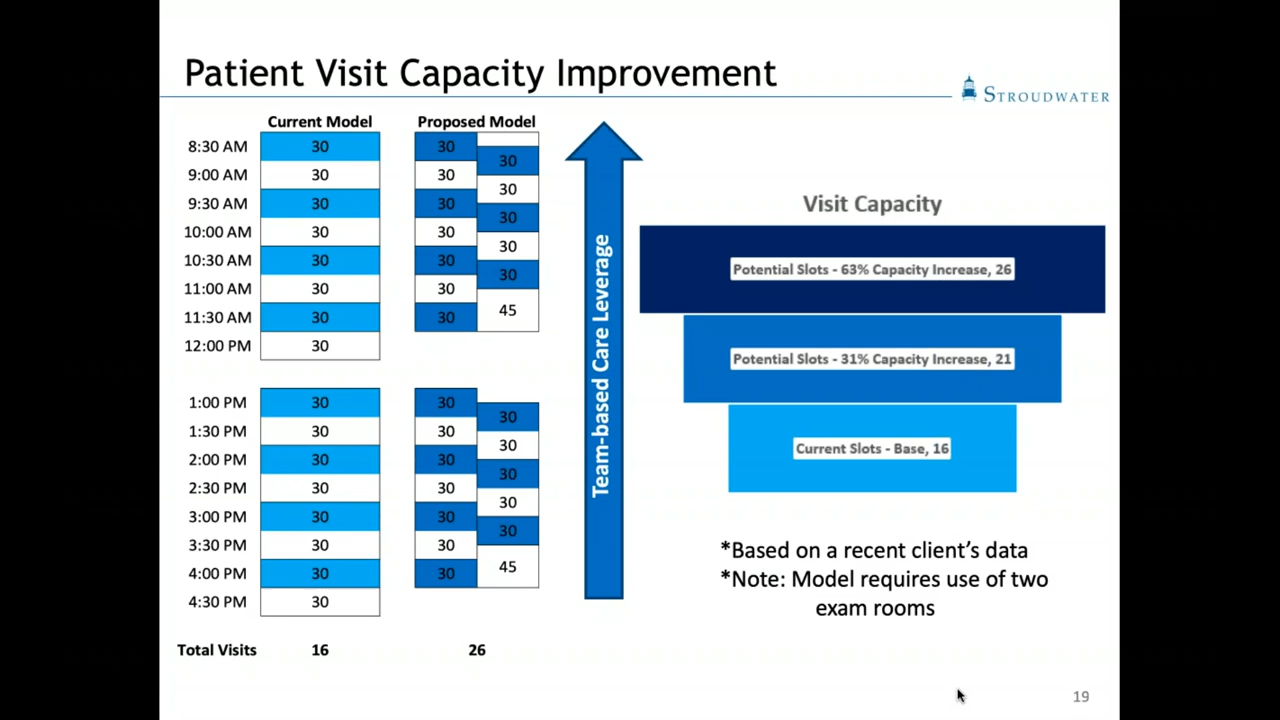 Patient Visit Capacity Improvement
STROUDWATER
Current Model
Proposed Model
8:30 AM 30 30
30
9:00 AM 30 30
30
9:30 AM 30 30
30
10:00 AM 30 30
30
10:30 AM 30 30
30
11:00 AM 30 30
45
11:30 AM 30 30
12:00 PM 30
1:00 PM 30 30
30
1:30 PM 30 30
30
2:00 PM 30 30
30
2:30 PM 30 30
30
3:00 PM 30 30
30
3:30 PM 30 30
45
4:00 PM 30 30
4:30 PM 30
Total Visits 16 26
Team-based Care Leverage
Visit Capacity
Potential Slots - 63% Capacity Increase, 26
Potential Slots - 31% Capacity Increase, 21
Current Slots - Base, 16
*Based on a recent client's data
*Note: Model requires use of two
exam rooms
19